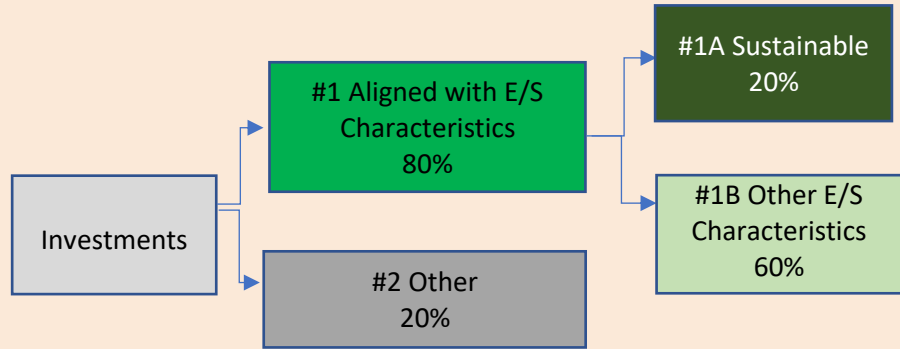 #1A Sustainable
20%
#1 Aligned with E/S
Characteristics
80%
#1B Other E/S
Characteristics
60%
Investments
#2 Other
20%